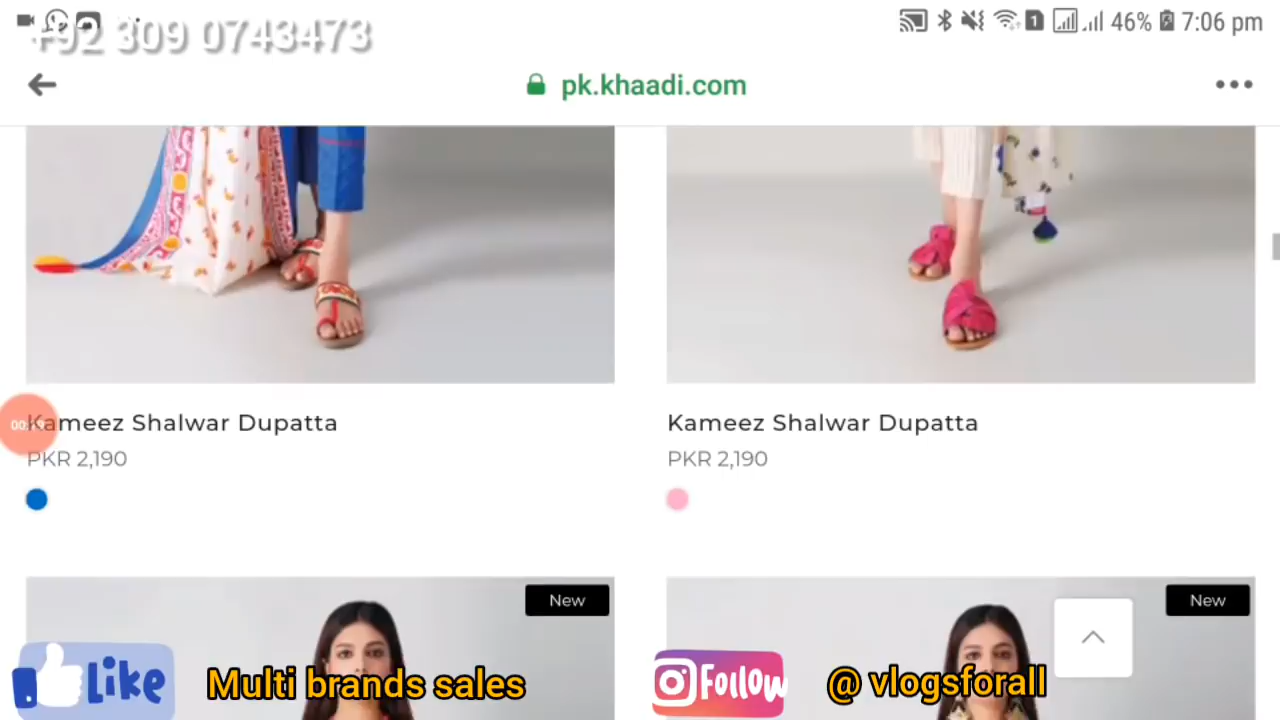 +92 309 0743473
1 46% 7:06 pm
pk.khaadi.com
Kameez Shalwar Dupatta
PKR 2,190
Kameez Shalwar Dupatta
PKR 2,190
New
New
Like
Multi brands sales
Follow
@ vlogsforall